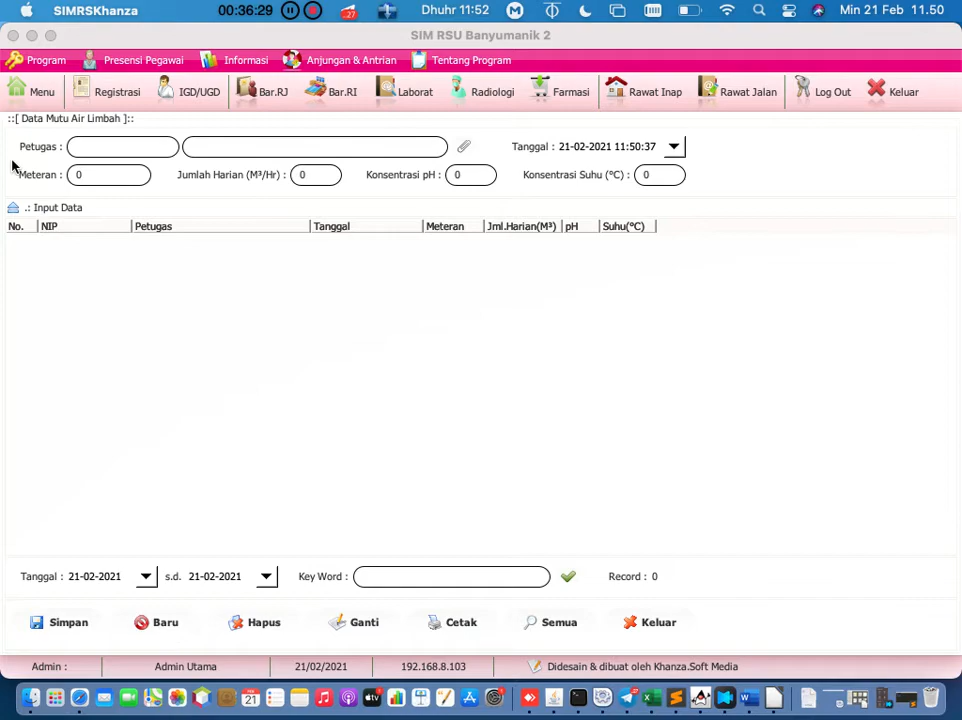 SIMRSKhanza 00:36:29 Dhuhr 11:52 Min 21 Feb 11.50
SIM RSU Banyumanik 2
Program Presensi Pegawai Informasi Anjungan & Antrian Tentang Program
Menu Registrasi IGD/UGD Bar.RJ Bar.RI Laborat Radiologi Farmasi Rawat Inap Rawat Jalan Log Out Keluar
::[ Data Mutu Air Limbah ]::
Petugas : Tanggal : 21-02-2021 11:50:37
Meteran : 0 Jumlah Harian (M³/Hr) : 0 Konsentrasi pH : 0 Konsentrasi Suhu (°C) : 0
.: Input Data
No. NIP Petugas Tanggal Meteran Jml.Harian(M³) pH Suhu(°C)
Tanggal : 21-02-2021 s.d. 21-02-2021 Key Word : Record : 0
Simpan Baru Hapus Ganti Cetak Semua Keluar
Admin : Admin Utama 21/02/2021 192.168.8.103 Didesain & dibuat oleh Khanza.Soft Media